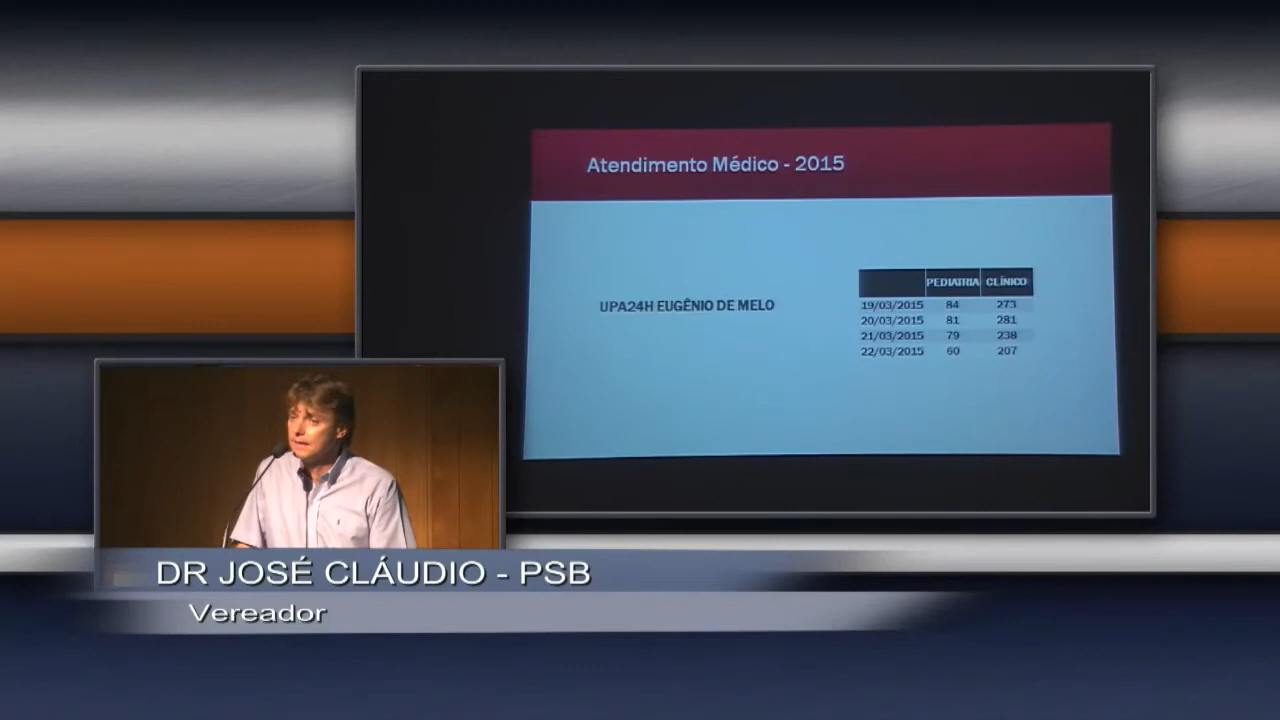 Atendimento Médico - 2015
UPA24H EUGÊNIO DE MELO
PEDIATRIA CLÍNICO
19/03/2015 84 273
20/03/2015 81 281
21/03/2015 79 238
22/03/2015 60 207
DR JOSÉ CLÁUDIO - PSB
Vereador